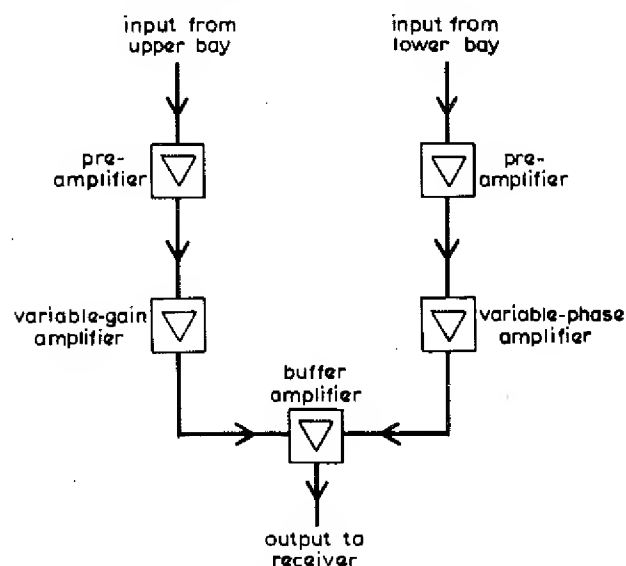 input from
upper bay
input from
lower bay
pre-
amplifier
pre-
amplifier
variable-gain
amplifier
variable-phase
amplifier
buffer
amplifier
output to
receiver